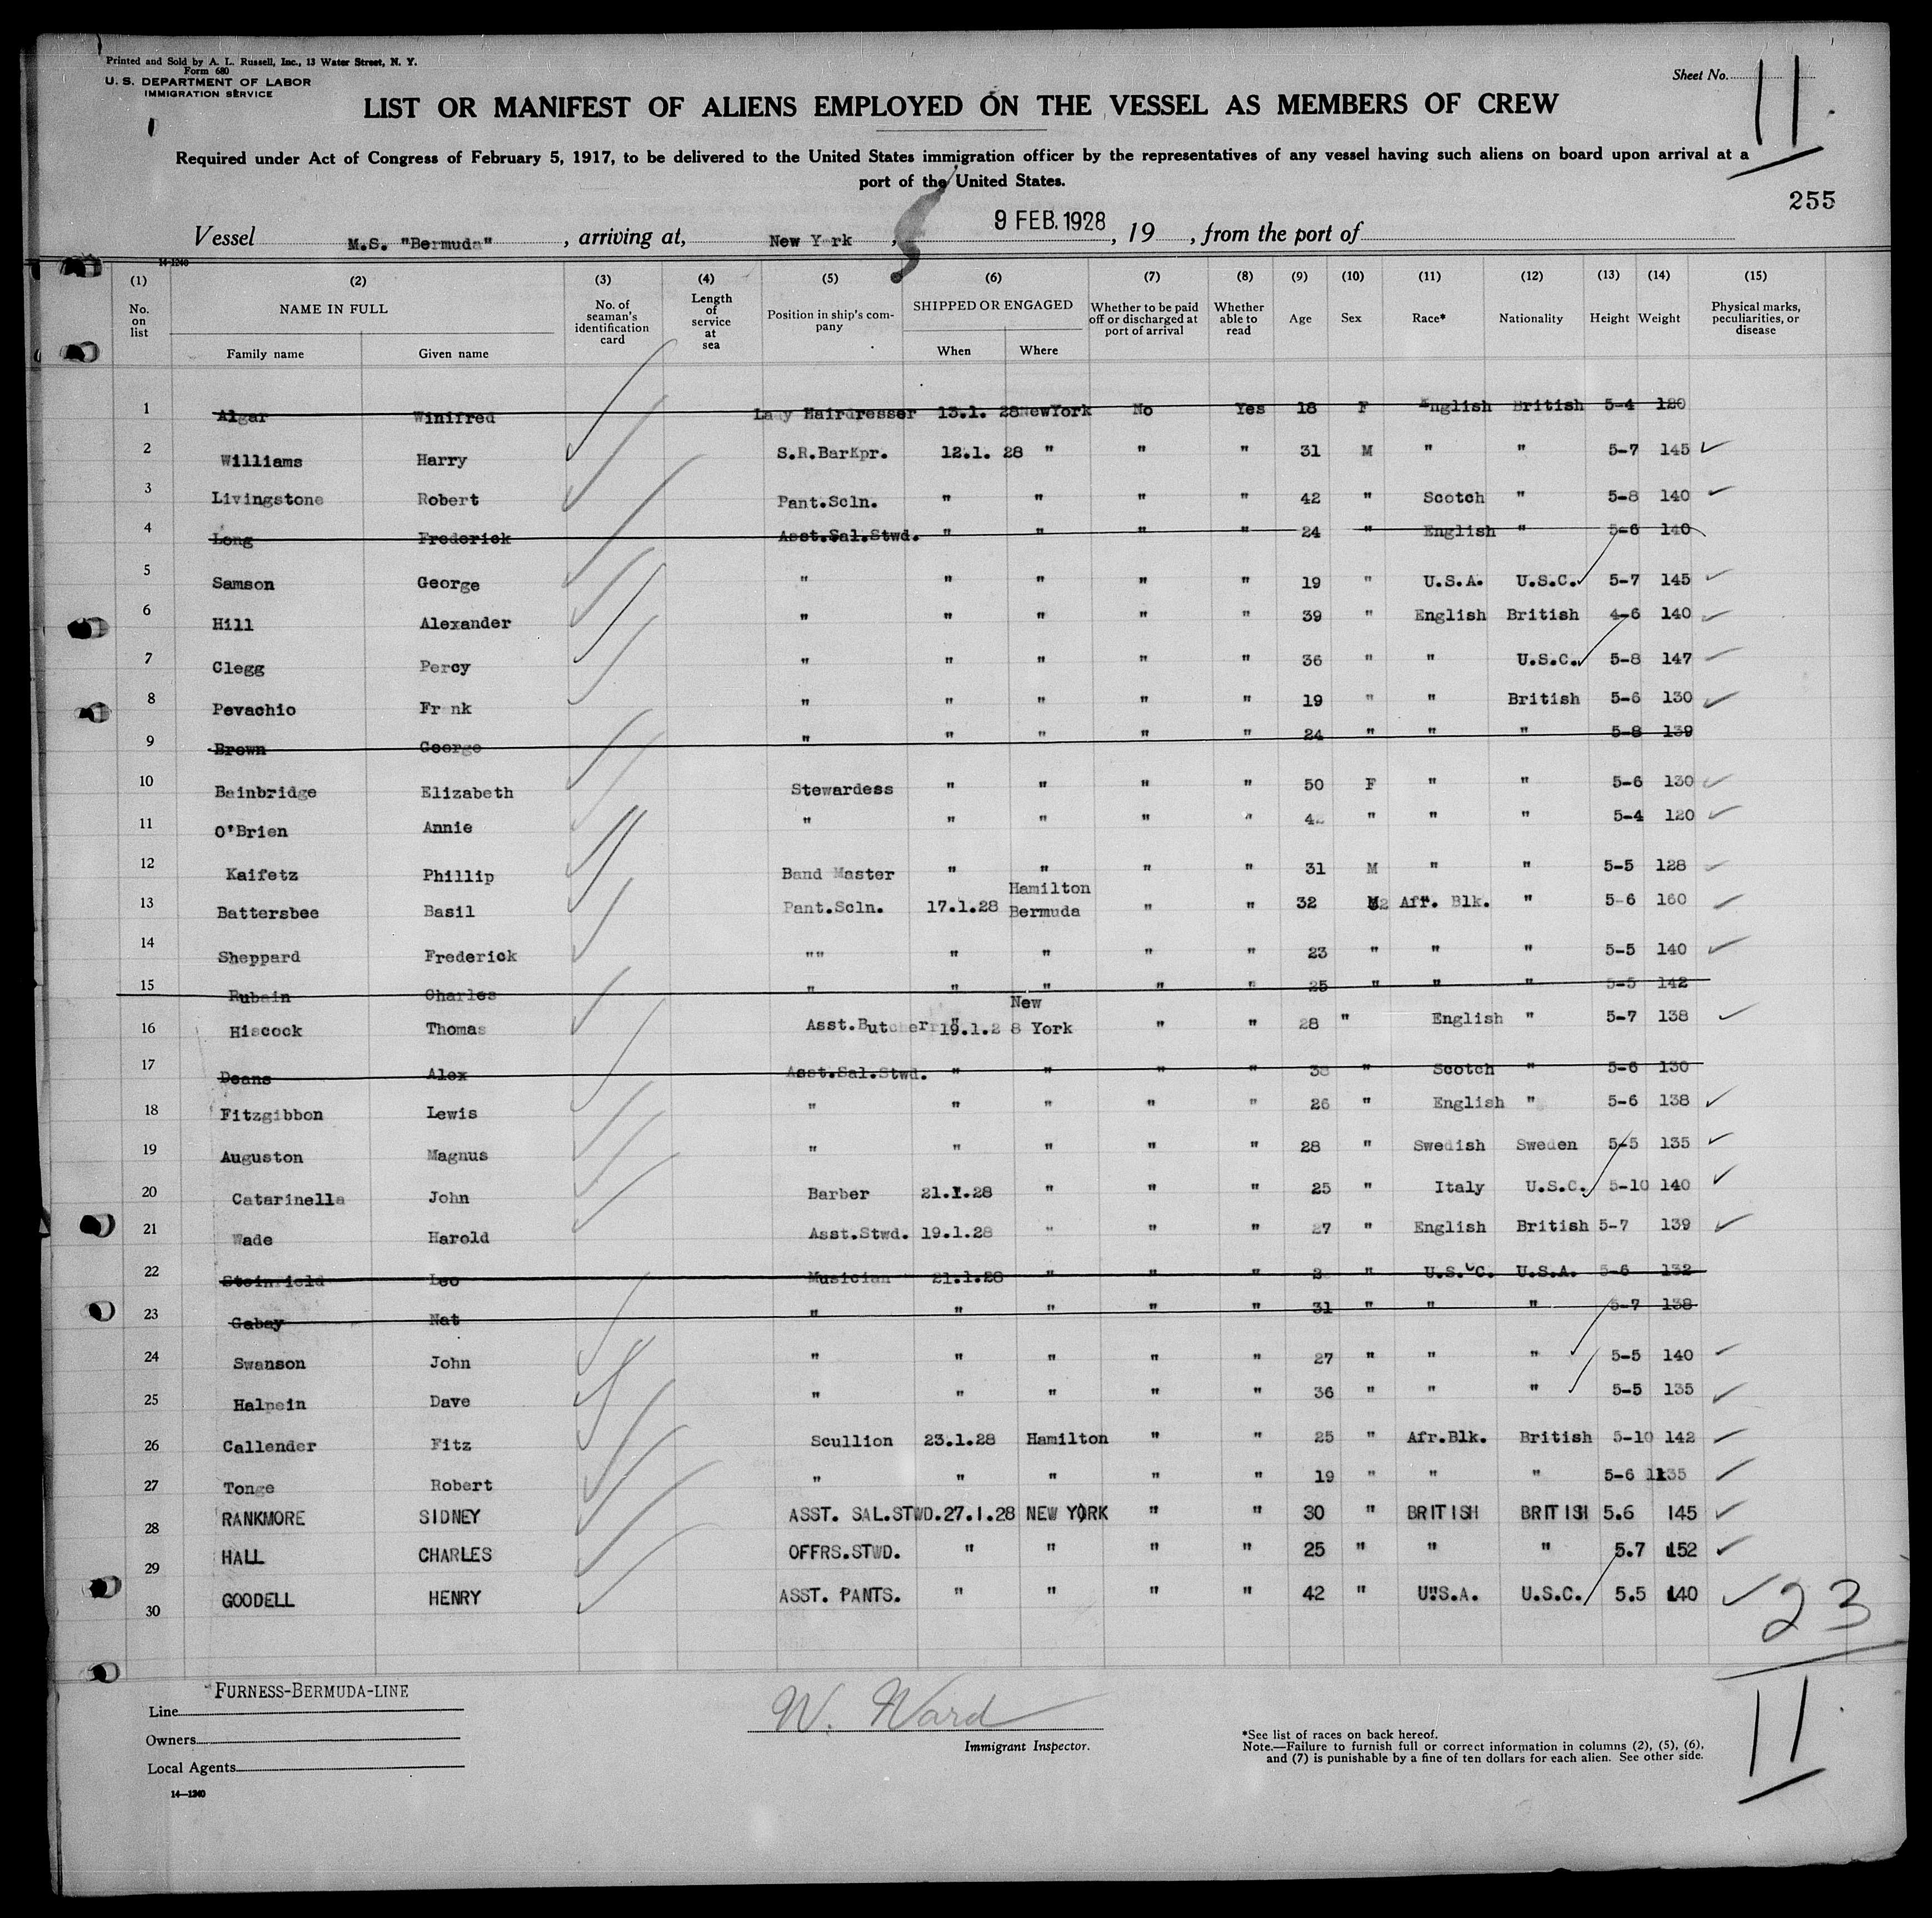 Printed and Sold by A. L. Russell, Inc., 13 Water Street, N. Y.
Form 680
U. S. DEPARTMENT OF LABOR
IMMIGRATION SERVICE
Sheet No.
11
LIST OR MANIFEST OF ALIENS EMPLOYED ON THE VESSEL AS MEMBERS OF CREW
Required under Act of Congress of February 5, 1917, to be delivered to the United States immigration officer by the representatives of any vessel having such aliens on board upon arrival at a
port of the United States.
255
Vessel M.S. "Bermuda" , arriving at, New York , 9 FEB. 1928 , 19 , from the port of
14-1240
(1) (2) (3) (4) (5) (6) (7) (8) (9) (10) (11) (12) (13) (14) (15)
No. on list NAME IN FULL Family name Given name No. of seaman's identification card Length of service at sea Position in ship's company SHIPPED OR ENGAGED When Where Whether to be paid off or discharged at port of arrival Whether able to read Age Sex Race* Nationality Height Weight Physical marks, peculiarities, or disease
1 Algar Winifred Lady Hairdresser 13.1. 28 NewYork No Yes 18 F English British 5-4 120
2 Williams Harry S.R.BarKpr. 12.1. 28 " " " 31 M " " 5-7 145
3 Livingstone Robert Pant.Scln. " " " " 42 " Scotch " 5-8 140
4 Long Frederick Asst.Sal.Stwd. " " " " 24 " English " 5-6 140
5 Samson George " " " " " 19 " U.S.A. U.S.C. 5-7 145
6 Hill Alexander " " " " " 39 " English British 4-6 140
7 Clegg Percy " " " " " 36 " " U.S.C. 5-8 147
8 Pevachio Fr nk " " " " " 19 " " British 5-6 130
9 Brown George " " " " " 24 " " " 5-8 139
10 Bainbridge Elizabeth Stewardess " " " " 50 F " " 5-6 130
11 O'Brien Annie " " " " " " " " 5-4 120
12 Kaifetz Phillip Band Master " " " " 31 M " " 5-5 128
13 Battersbee Basil Pant.Scln. 17.1.28 Hamilton Bermuda " " 32 M Afr. Blk. " 5-6 160
14 Sheppard Frederick "" " " " " 23 " " " 5-5 140
15 Rubain Charles " " " " " 25 " " " 5-5 142
16 Hiscock Thomas Asst.Butcher 19.1.28 New York " " 28 " English " 5-7 138
17 Deans Alex Asst.Sal.Stwd. " " " " 38 " Scotch " 5-6 130
18 Fitzgibbon Lewis " " " " " 26 " English " 5-6 138
19 Auguston Magnus " " " " " 28 " Swedish Sweden 5-5 135
20 Catarinella John Barber 21.1.28 " " " 25 " Italy U.S.C. 5-10 140
21 Wade Harold Asst.Stwd. 19.1.28 " " " 27 " English British 5-7 139
22 Steinfield Leo Musician 21.1.28 " " " " U.S.C. U.S.A. 5-6 132
23 Gabay Nat " " " " " 31 " " " 5-7 138
24 Swanson John " " " " " 27 " " " 5-5 140
25 Halpein Dave " " " " " 36 " " " 5-5 135
26 Callender Fitz Scullion 23.1.28 Hamilton " " 25 " Afr.Blk. British 5-10 142
27 Tonge Robert " " " " " 19 " " " 5-6 135
28 RANKMORE SIDNEY ASST. SAL.STWD. 27.1.28 NEW YORK " " 30 " BRITISH BRITISH 5.6 145
29 HALL CHARLES OFFRS.STWD. " " " " 25 " " " 5.7 152
30 GOODELL HENRY ASST. PANTS. " " " " 42 " U.S.A. U.S.C. 5.5 140
23
11
Line FURNESS-BERMUDA-LINE
Owners
Local Agents
14-1240
W. Ward
Immigrant Inspector.
*See list of races on back hereof.
Note.—Failure to furnish full or correct information in columns (2), (5), (6),
and (7) is punishable by a fine of ten dollars for each alien. See other side.